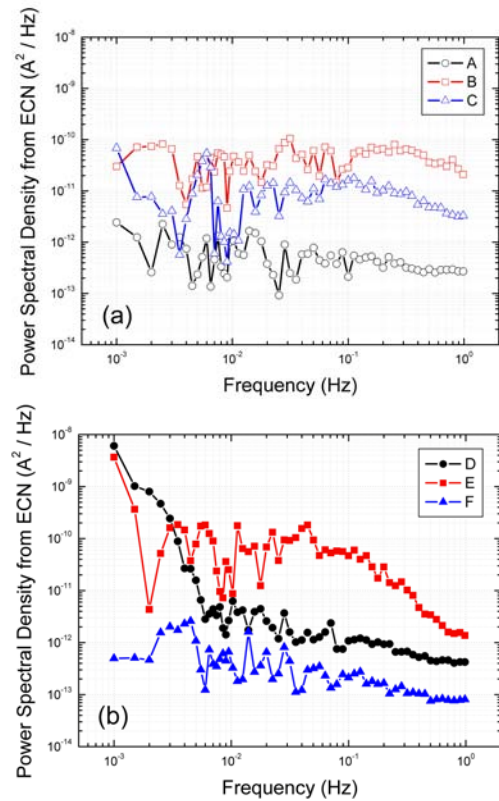 Power Spectral Density from ECN (A² / Hz)
10⁻⁸
10⁻⁹
10⁻¹⁰
10⁻¹¹
10⁻¹²
10⁻¹³
10⁻¹⁴
A
B
C
(a)
10⁻³
10⁻²
10⁻¹
10⁰
Frequency (Hz)
Power Spectral Density from ECN (A² / Hz)
10⁻⁸
10⁻⁹
10⁻¹⁰
10⁻¹¹
10⁻¹²
10⁻¹³
10⁻¹⁴
D
E
F
(b)
10⁻³
10⁻²
10⁻¹
10⁰
Frequency (Hz)